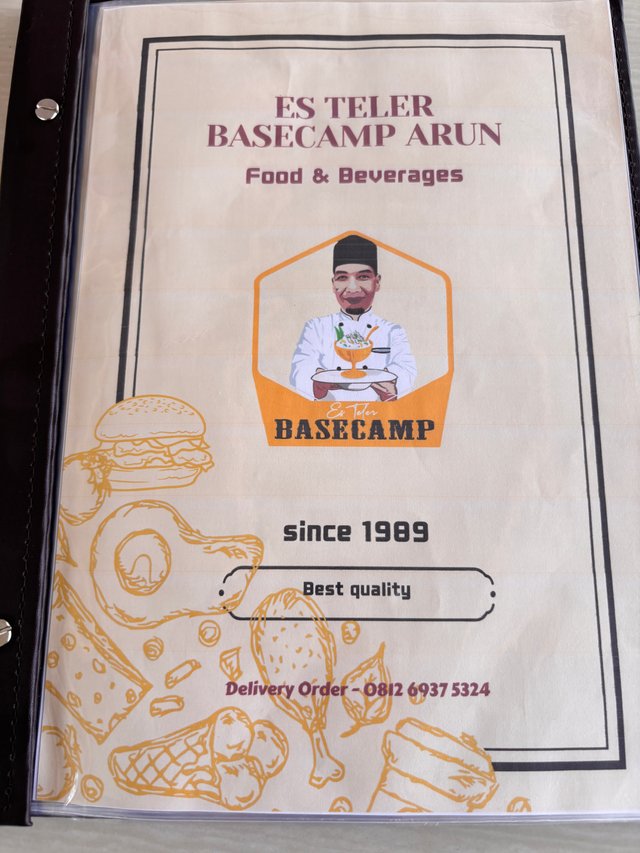 ES TELER
BASECAMP ARUN
Food & Beverages
Es Teler
BASECAMP
since 1989
Best quality
Delivery Order - 0812 6937 5324